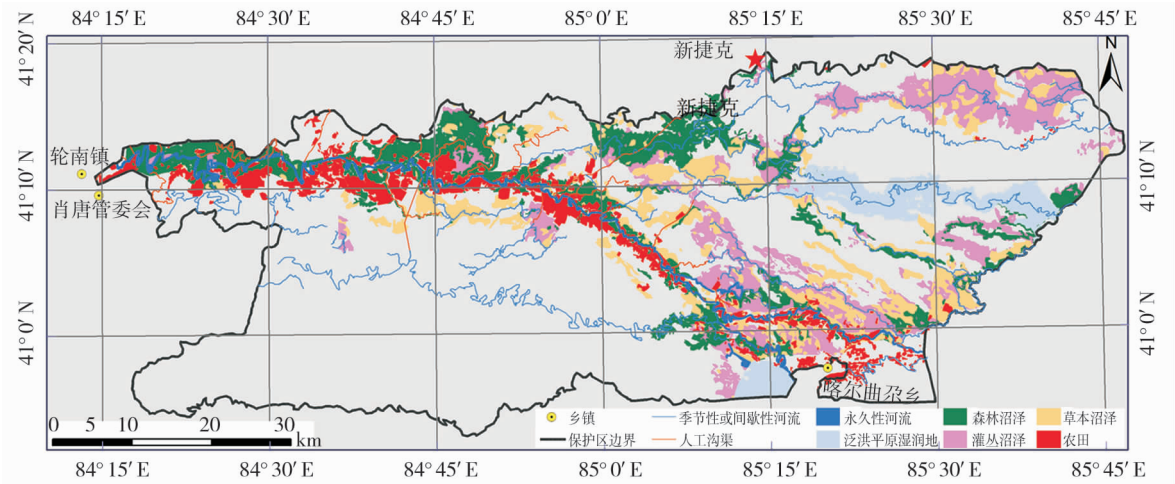 84° 15′ E 84° 30′ E 84° 45′ E 85° 0′ E 85° 15′ E 85° 30′ E 85° 45′ E
41° 20′ N
41° 10′ N
41° 0′ N
41° 20′ N
41° 10′ N
41° 0′ N
N
新捷克
新捷克
轮南镇
肖唐管委会
喀尔曲尕乡
0 5 10 20 30
km
乡镇 季节性或间歇性河流 永久性河流 森林沼泽 草本沼泽
保护区边界 人工沟渠 泛洪平原湿润地 灌丛沼泽 农田
84° 15′ E 84° 30′ E 84° 45′ E 85° 0′ E 85° 15′ E 85° 30′ E 85° 45′ E